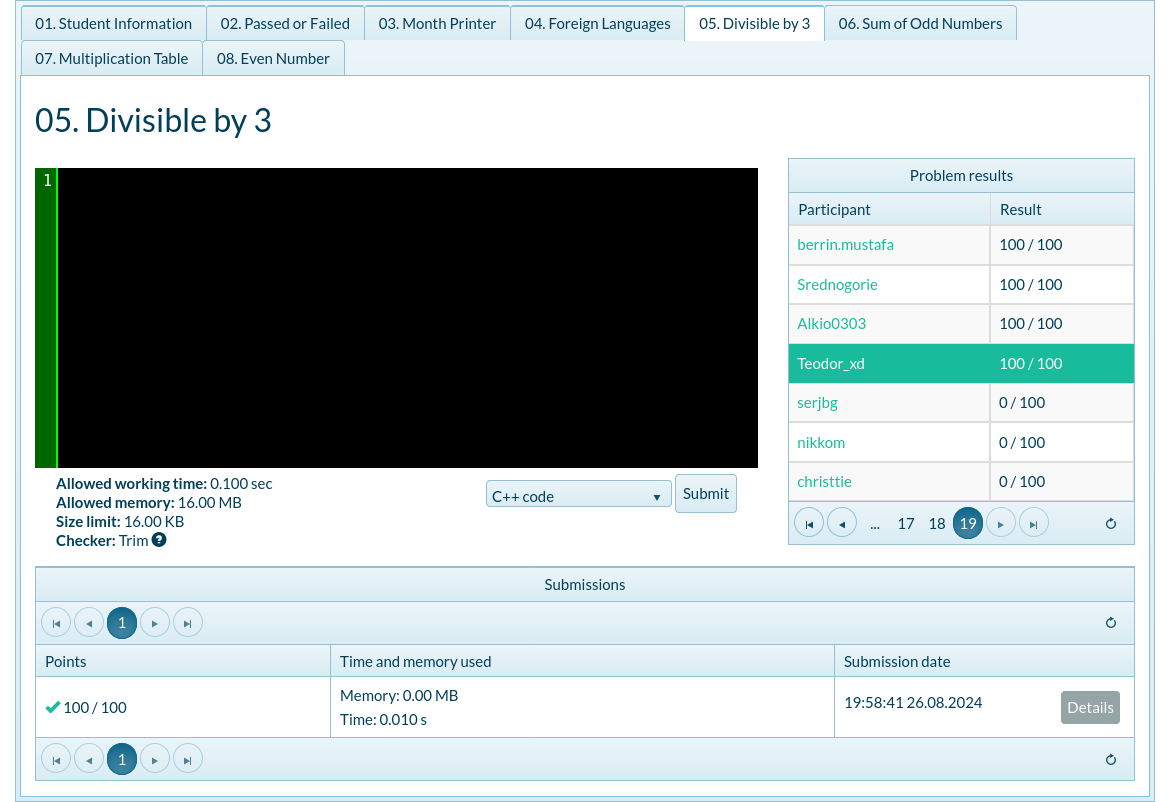 01. Student Information
02. Passed or Failed
03. Month Printer
04. Foreign Languages
05. Divisible by 3
06. Sum of Odd Numbers
07. Multiplication Table
08. Even Number
05. Divisible by 3
1
Allowed working time: 0.100 sec
Allowed memory: 16.00 MB
Size limit: 16.00 KB
Checker: Trim ?
C++ code
Submit
Problem results
Participant Result
berrin.mustafa 100 / 100
Srednogorie 100 / 100
Alkio0303 100 / 100
Teodor_xd 100 / 100
serjbg 0 / 100
nikkom 0 / 100
christtie 0 / 100
... 17 18 19
Submissions
1
Points Time and memory used Submission date
100 / 100
Memory: 0.00 MB
Time: 0.010 s
19:58:41 26.08.2024
Details
1